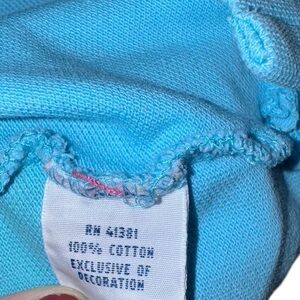 RN 41381
100% COTTON
EXCLUSIVE OF
DECORATION